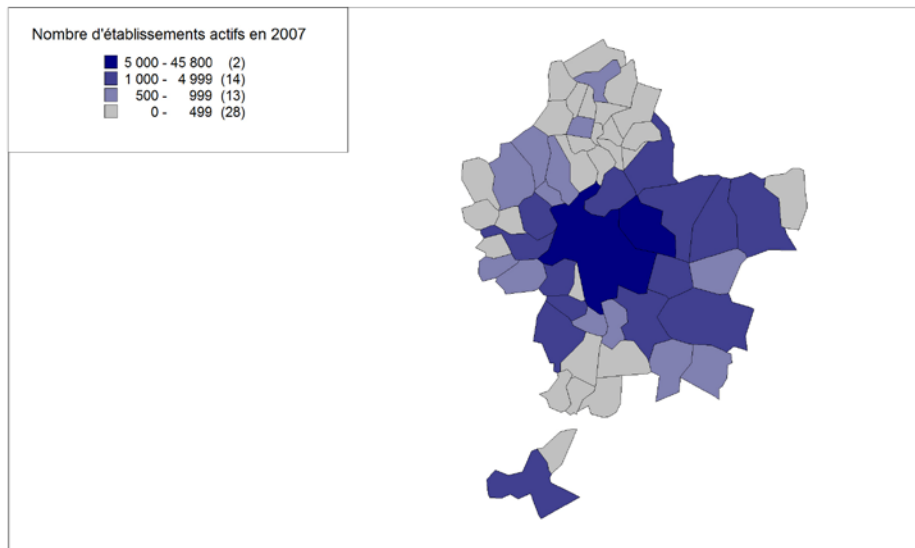 Nombre d'établissements actifs en 2007
5 000 - 45 800 (2)
1 000 - 4 999 (14)
500 - 999 (13)
0 - 499 (28)